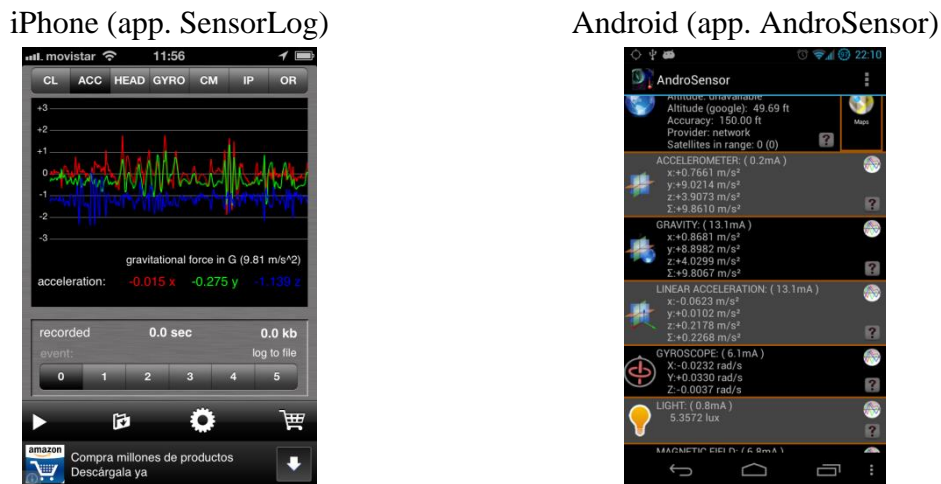 iPhone (app. SensorLog)
movistar 11:56
CL ACC HEAD GYRO CM IP OR
+3
+2
+1
0
-1
-2
-3
gravitational force in G (9.81 m/s^2)
acceleration: -0.015 x -0.275 y -1.139 z
recorded 0.0 sec 0.0 kb
event: log to file
0 1 2 3 4 5
amazon
Compra millones de productos
Descárgala ya
Android (app. AndroSensor)
22:10
AndroSensor
Altitude: unavailable
Altitude (google): 49.69 ft
Accuracy: 150.00 ft
Provider: network
Satellites in range: 0 (0)
Maps
?
ACCELEROMETER: ( 0.2mA )
x:+0.7661 m/s²
y:+9.0214 m/s²
z:+3.9073 m/s²
Σ:+9.8610 m/s²
?
GRAVITY: ( 13.1mA )
x:+0.8681 m/s²
y:+8.8982 m/s²
z:+4.0299 m/s²
Σ:+9.8067 m/s²
?
LINEAR ACCELERATION: ( 13.1mA )
x:-0.0623 m/s²
y:+0.0102 m/s²
z:+0.2178 m/s²
Σ:+0.2268 m/s²
?
GYROSCOPE: ( 6.1mA )
X:-0.0232 rad/s
Y:+0.0330 rad/s
Z:-0.0037 rad/s
?
LIGHT: ( 0.8mA )
5.3572 lux
?
MAGNETIC FIELD: ( 6.8mA )